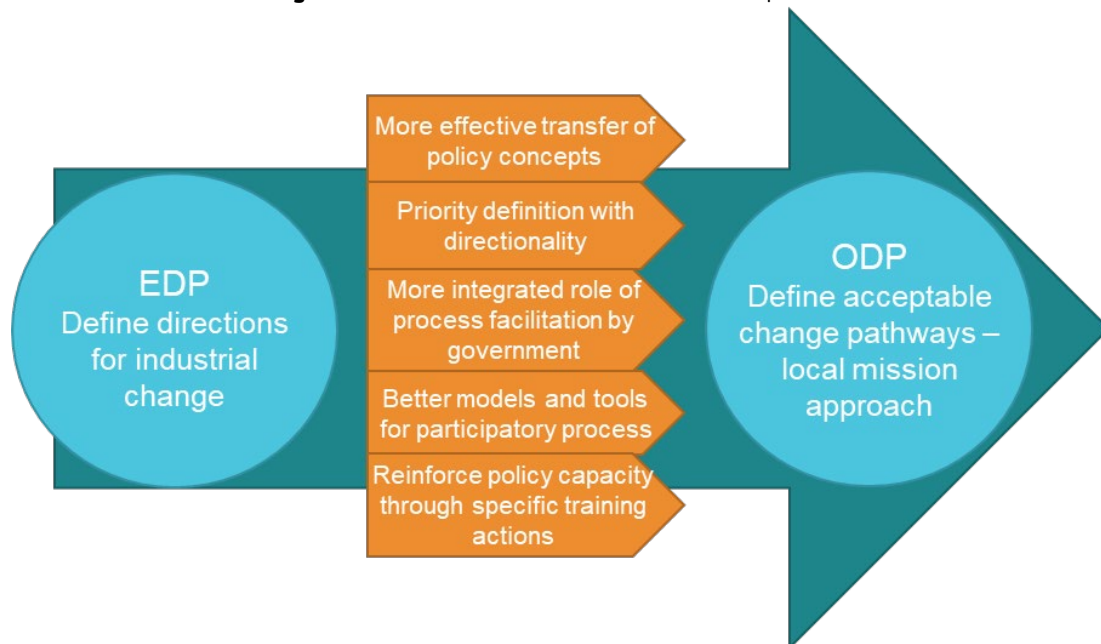 EDP
Define directions
for industrial
change
More effective transfer of
policy concepts
Priority definition with
directionality
More integrated role of
process facilitation by
government
Better models and tools
for participatory process
Reinforce policy capacity
through specific training
actions
ODP
Define acceptable
change pathways –
local mission
approach